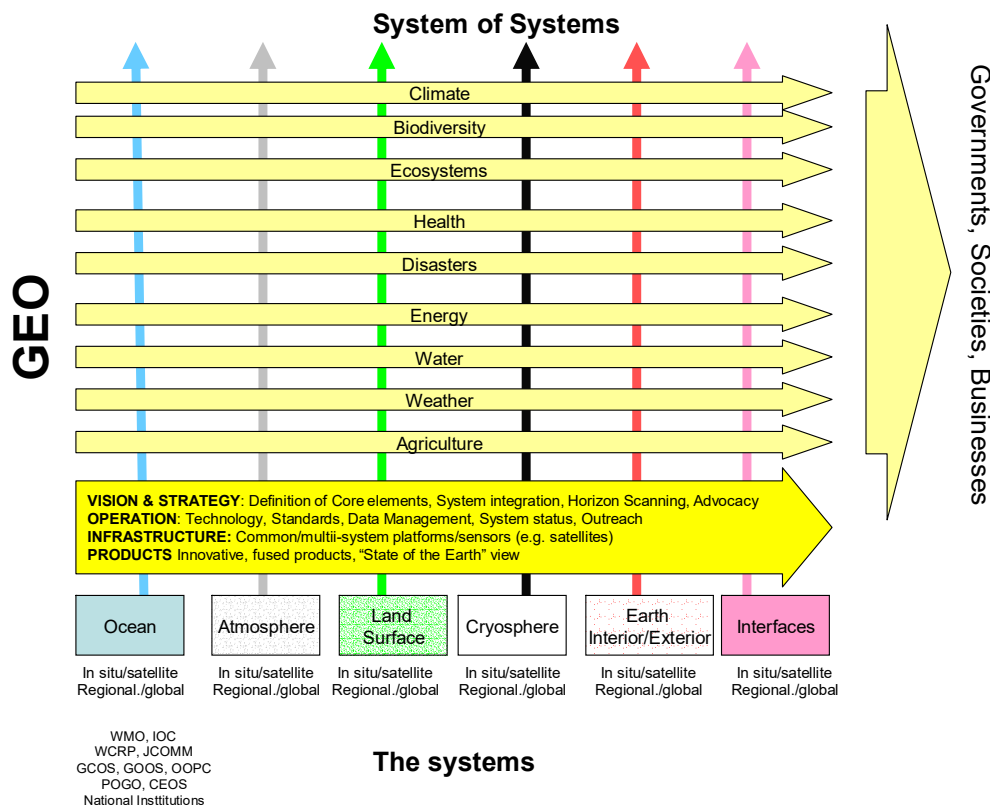 System of Systems
Climate
Biodiversity
Ecosystems
Health
Disasters
Energy
Water
Weather
Agriculture
GEO
Governments, Societies, Businesses
VISION & STRATEGY: Definition of Core elements, System integration, Horizon Scanning, Advocacy
OPERATION: Technology, Standards, Data Management, System status, Outreach
INFRASTRUCTURE: Common/multii-system platforms/sensors (e.g. satellites)
PRODUCTS Innovative, fused products, “State of the Earth” view
Ocean
Atmosphere
Land
Surface
Cryosphere
Earth
Interior/Exterior
Interfaces
In situ/satellite
Regional./global
In situ/satellite
Regional./global
In situ/satellite
Regional./global
In situ/satellite
Regional./global
In situ/satellite
Regional./global
In situ/satellite
Regional./global
WMO, IOC
WCRP, JCOMM
GCOS, GOOS, OOPC
POGO, CEOS
National Insttitutions
The systems